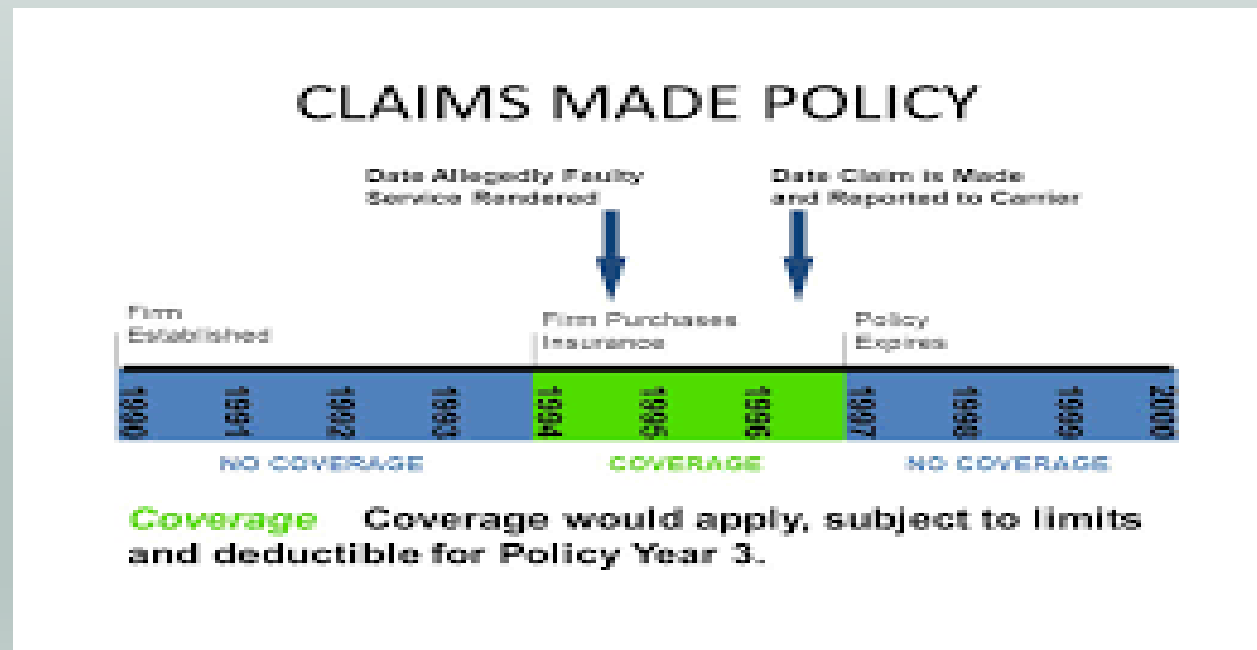 CLAIMS MADE POLICY
Date Allegedly Faulty
Service Rendered
Date Claim is Made
and Reported to Carrier
Firm
Established
Firm Purchases
Insurance
Policy
Expires
1990 1991 1992 1993 1994 1995 1996 1997 1998 1999 2000
NO COVERAGE COVERAGE NO COVERAGE
Coverage Coverage would apply, subject to limits
and deductible for Policy Year 3.